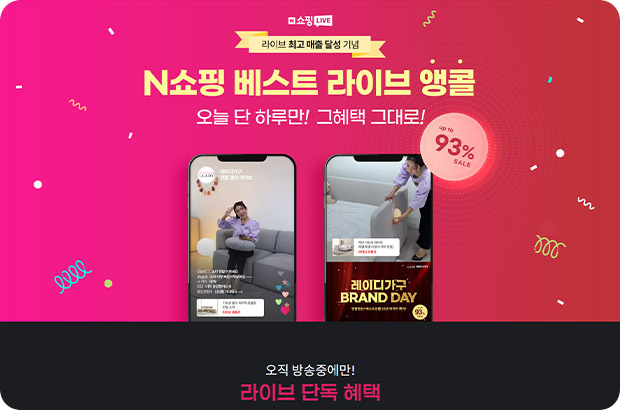 N쇼핑 LIVE
라이브 최고 매출 달성 기념
N쇼핑 베스트 라이브 앵콜
오늘 단 하루만! 그혜택 그대로!
up to
93%
SALE
레이디가구
BRAND DAY
93%
오직 방송중에만!
라이브 단독 혜택